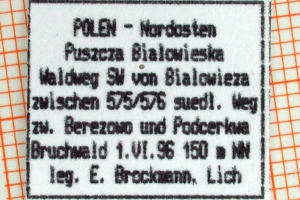 POLEN - Nordosten
Puszcza Bialowieska
Waldweg SW von Bialowieza
zwischen 575/576 suedl. Weg
zw. Berezowo und Podcerkwa
Bruchwald 1.VI.96 150 m NN
leg. E. Brockmann, Lich